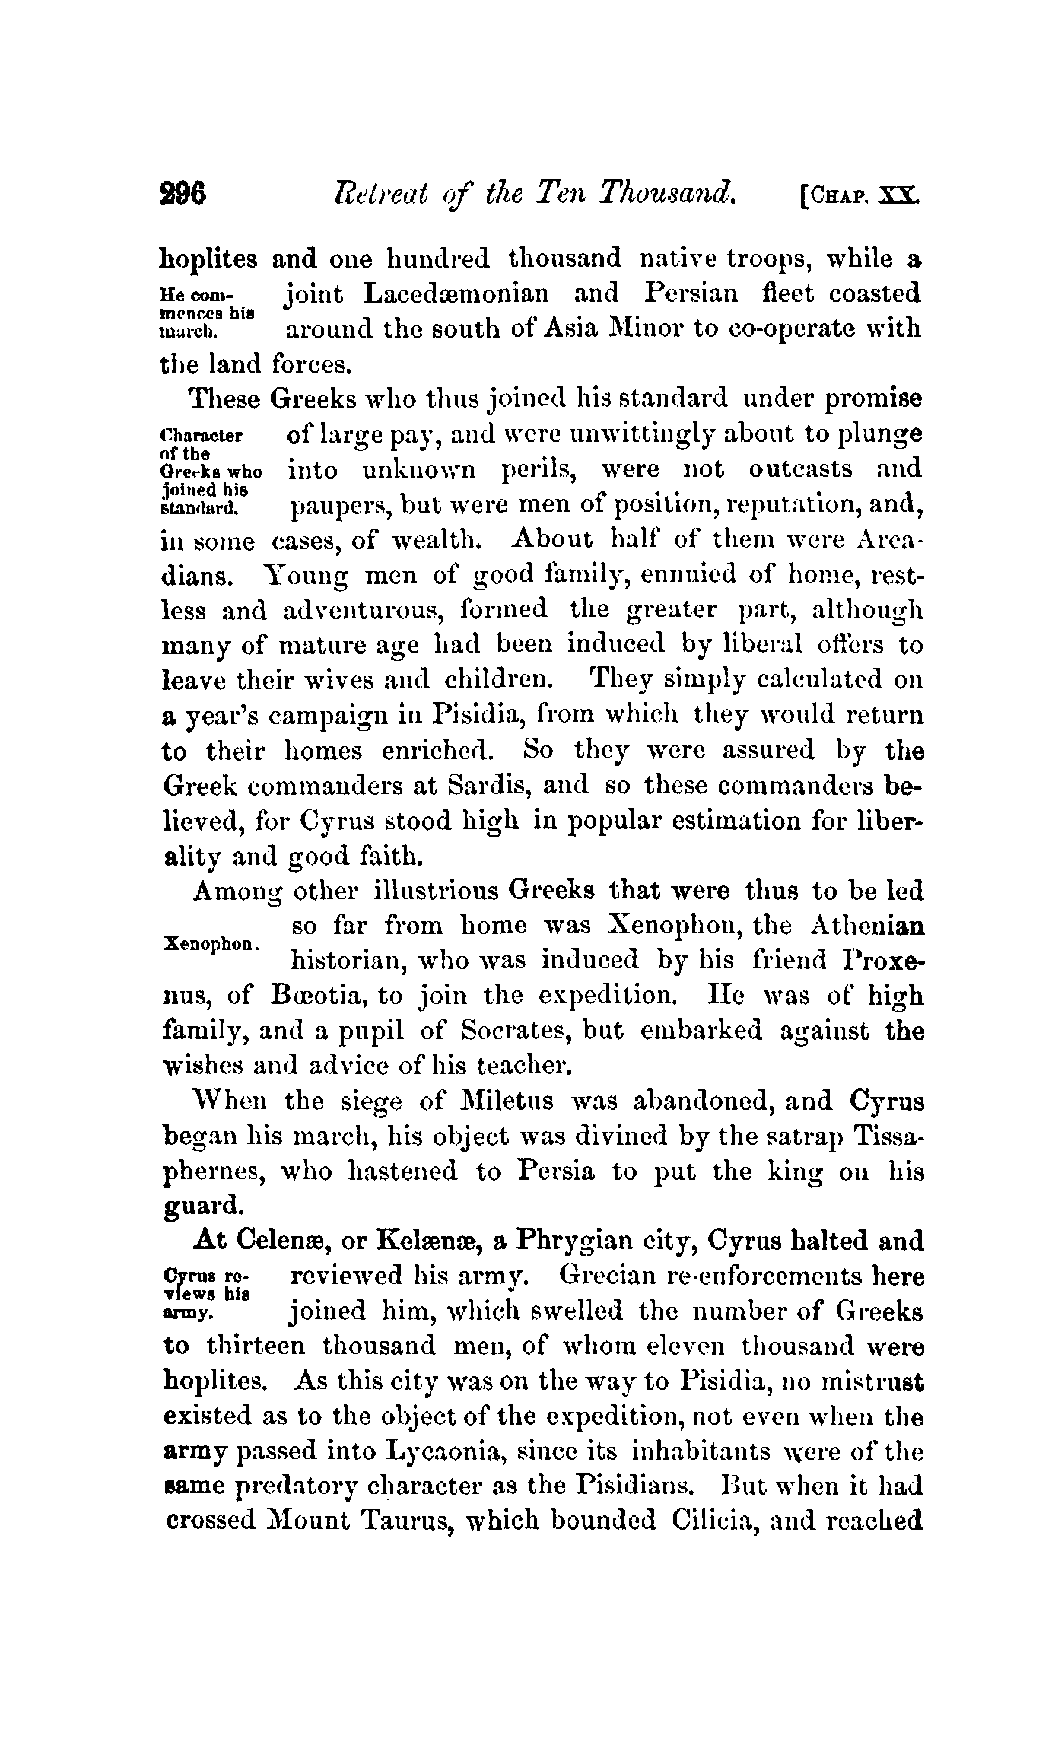 296 Retreat of the Ten Thousand. [CHAP. XX.
hoplites and one hundred thousand native troops, while a
He com-
mences his
march.
joint Lacedæmonian and Persian fleet coasted
around the south of Asia Minor to co-operate with
the land forces.
These Greeks who thus joined his standard under promise
Character
of the
Greeks who
joined his
standard.
of large pay, and were unwittingly about to plunge
into unknown perils, were not outcasts and
paupers, but were men of position, reputation, and,
in some cases, of wealth. About half of them were Arca-
dians. Young men of good family, ennuied of home, rest-
less and adventurous, formed the greater part, although
many of mature age had been induced by liberal offers to
leave their wives and children. They simply calculated on
a year's campaign in Pisidia, from which they would return
to their homes enriched. So they were assured by the
Greek commanders at Sardis, and so these commanders be-
lieved, for Cyrus stood high in popular estimation for liber-
ality and good faith.
Among other illustrious Greeks that were thus to be led
Xenophon.
so far from home was Xenophon, the Athenian
historian, who was induced by his friend Proxe-
nus, of Bœotia, to join the expedition. He was of high
family, and a pupil of Socrates, but embarked against the
wishes and advice of his teacher.
When the siege of Miletus was abandoned, and Cyrus
began his march, his object was divined by the satrap Tissa-
phernes, who hastened to Persia to put the king on his
guard.
At Celenæ, or Kelænæ, a Phrygian city, Cyrus halted and
Cyrus re-
views his
army.
reviewed his army. Grecian re-enforcements here
joined him, which swelled the number of Greeks
to thirteen thousand men, of whom eleven thousand were
hoplites. As this city was on the way to Pisidia, no mistrust
existed as to the object of the expedition, not even when the
army passed into Lycaonia, since its inhabitants were of the
same predatory character as the Pisidians. But when it had
crossed Mount Taurus, which bounded Cilicia, and reached